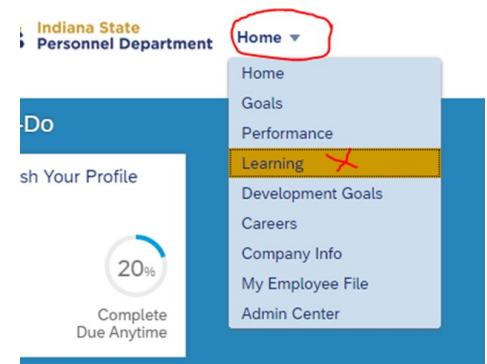 Indiana State
Personnel Department
Home
Home
Goals
Performance
Learning
Development Goals
Careers
Company Info
My Employee File
Admin Center
-Do
sh Your Profile
20%
Complete
Due Anytime